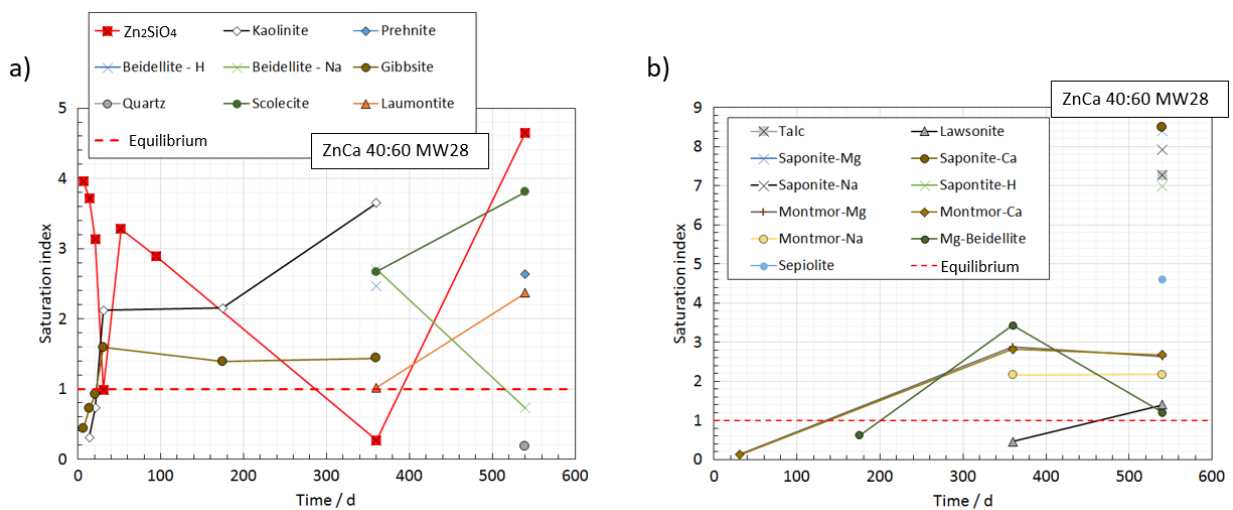 a)
Zn2SiO4 Kaolinite Prehnite
Beidellite - H Beidellite - Na Gibbsite
Quartz Scolecite Laumontite
Equilibrium
ZnCa 40:60 MW28
Saturation index
5
4
3
2
1
0
0 100 200 300 400 500 600
Time / d
b)
ZnCa 40:60 MW28
Talc Lawsonite
Saponite-Mg Saponite-Ca
Saponite-Na Sapontite-H
Montmor-Mg Montmor-Ca
Montmor-Na Mg-Beidellite
Sepiolite Equilibrium
Saturation index
9
8
7
6
5
4
3
2
1
0
0 100 200 300 400 500 600
Time / d